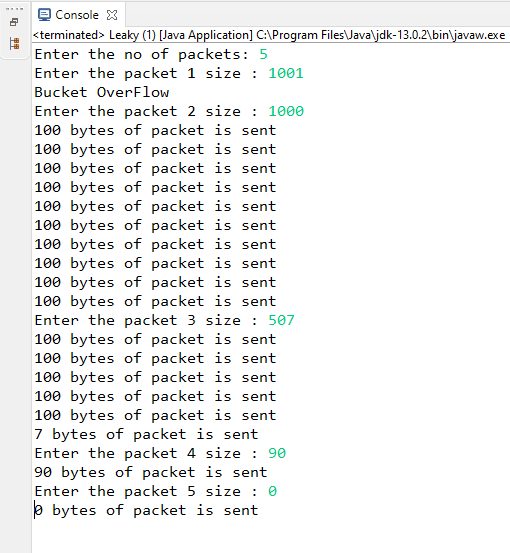 Console
<terminated> Leaky (1) [Java Application] C:\Program Files\Java\jdk-13.0.2\bin\javaw.exe
Enter the no of packets: 5
Enter the packet 1 size : 1001
Bucket OverFlow
Enter the packet 2 size : 1000
100 bytes of packet is sent
100 bytes of packet is sent
100 bytes of packet is sent
100 bytes of packet is sent
100 bytes of packet is sent
100 bytes of packet is sent
100 bytes of packet is sent
100 bytes of packet is sent
100 bytes of packet is sent
100 bytes of packet is sent
Enter the packet 3 size : 507
100 bytes of packet is sent
100 bytes of packet is sent
100 bytes of packet is sent
100 bytes of packet is sent
100 bytes of packet is sent
7 bytes of packet is sent
Enter the packet 4 size : 90
90 bytes of packet is sent
Enter the packet 5 size : 0
0 bytes of packet is sent